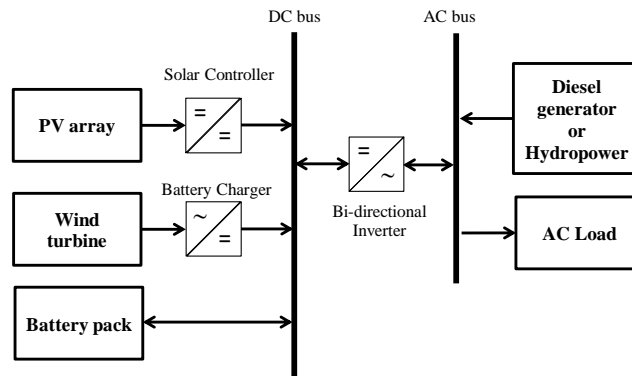 DC bus
AC bus
Solar Controller
PV array
=
=
Diesel
generator
or
Hydropower
=
~
Battery Charger
Wind
turbine
~
=
Bi-directional
Inverter
AC Load
Battery pack